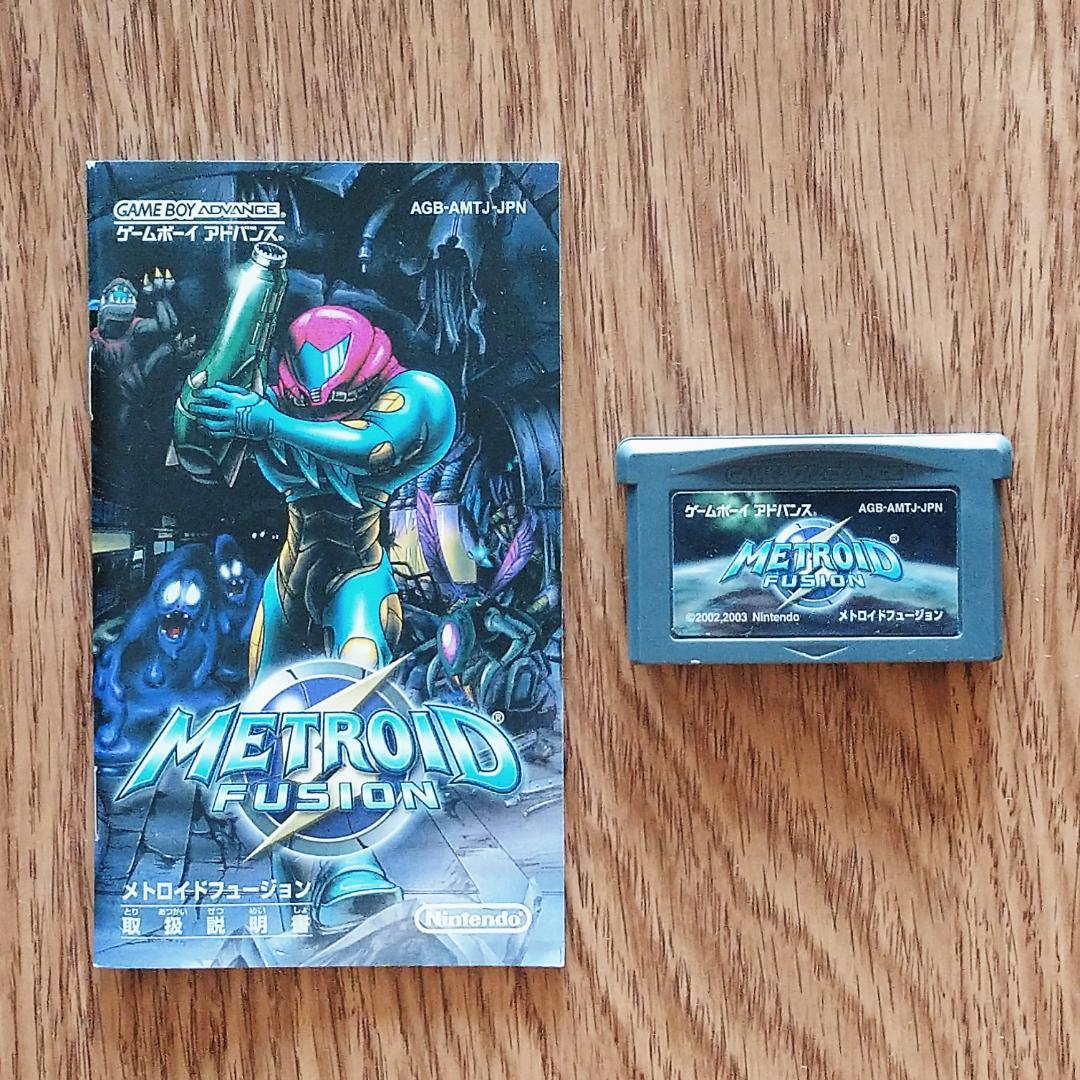 GAME BOY ADVANCE®
AGB-AMTJ-JPN
ゲームボーイ アドバンス®
METROID®
FUSION
メトロイドフュージョン
とり あつかい せつ めい しょ
取 扱 説 明 書
Nintendo®
GAME BOY ADVANCE
ゲームボーイ アドバンス®
AGB-AMTJ-JPN
METROID®
FUSION
©2002,2003 Nintendo
メトロイドフュージョン